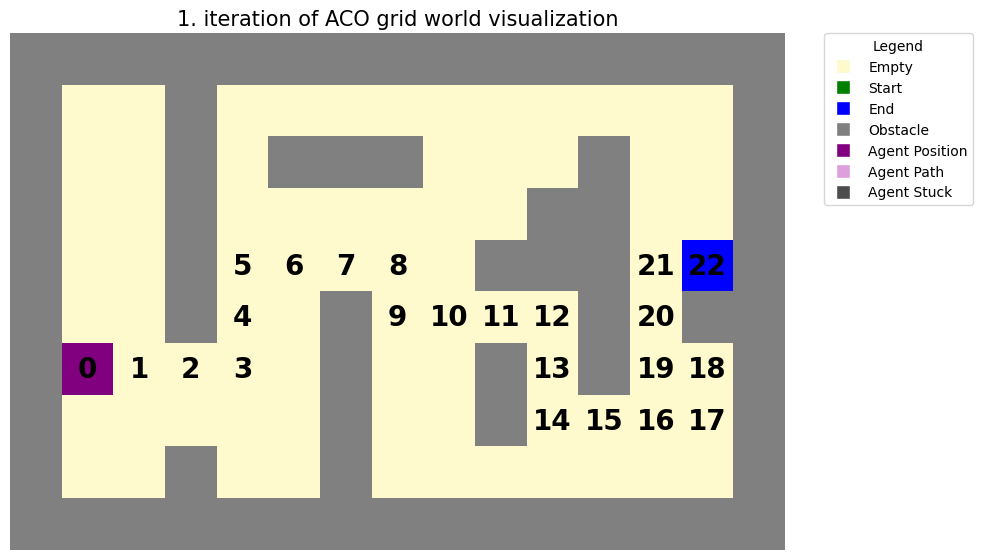 1. iteration of ACO grid world visualization
Legend
Empty
Start
End
Obstacle
Agent Position
Agent Path
Agent Stuck
5 6 7 8 21 22
4 9 10 11 12 20
0 1 2 3 13 19 18
14 15 16 17